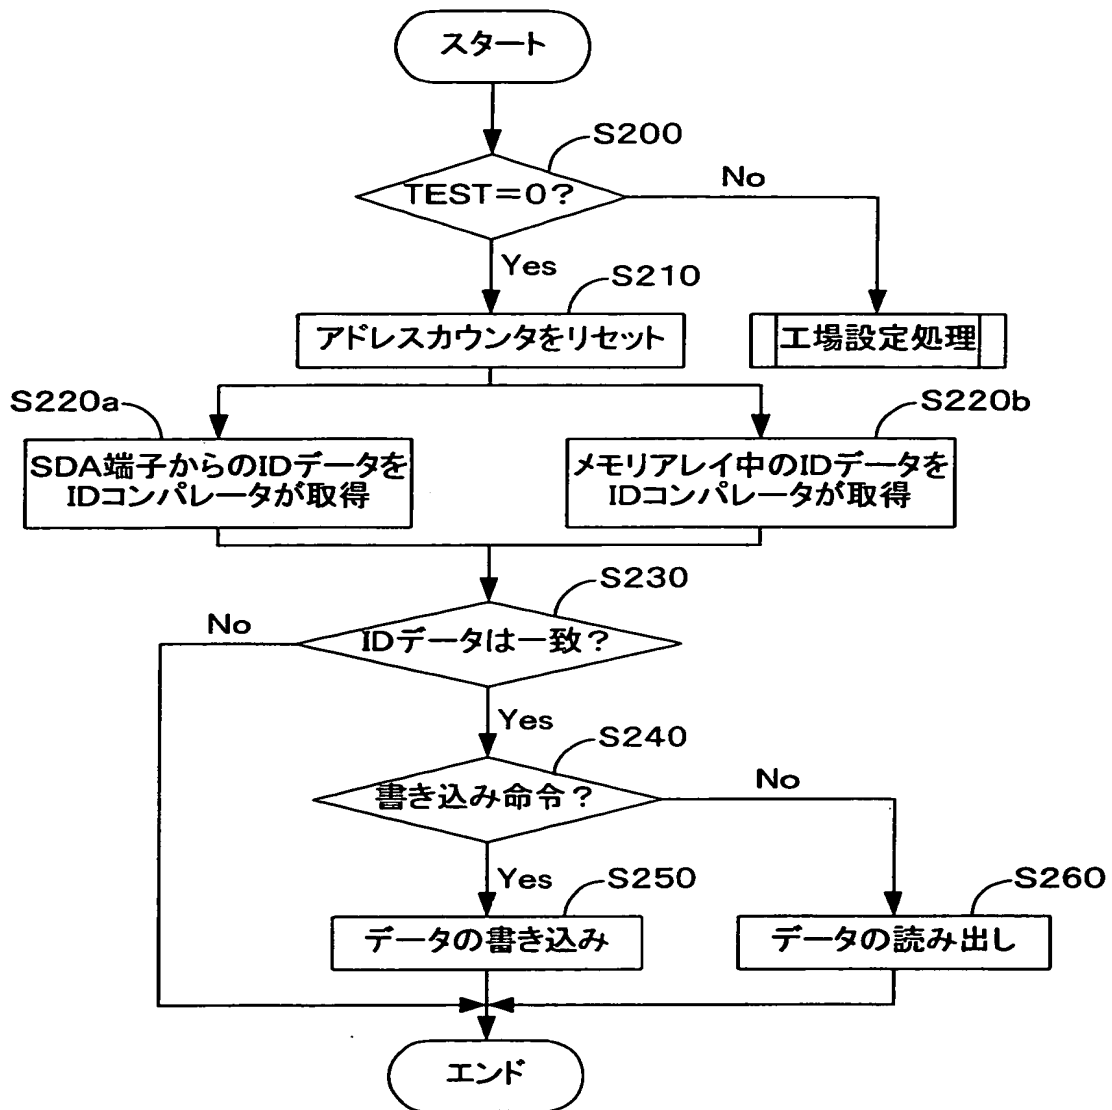 スタート
S200
TEST=0?
No
Yes
S210
アドレスカウンタをリセット
工場設定処理
S220a
S220b
SDA端子からのIDデータを
IDコンパレータが取得
メモリアレイ中のIDデータを
IDコンパレータが取得
S230
No
IDデータは一致?
Yes
S240
書き込み命令?
No
Yes
S250
S260
データの書き込み
データの読み出し
エンド